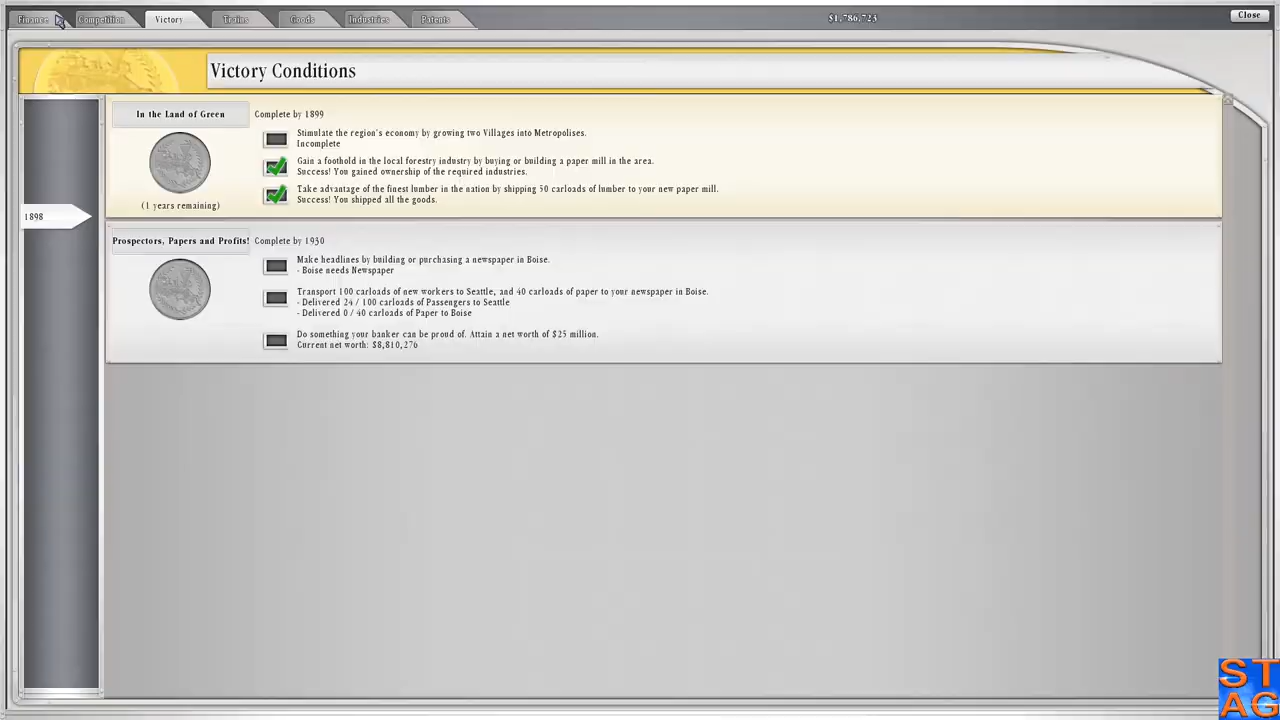 Finance
Competition
Victory
Trains
Goods
Industries
Patents
$1,786,723
Close
Victory Conditions
In the Land of Green
Complete by 1899
Stimulate the region's economy by growing two Villages into Metropolises.
Incomplete
Gain a foothold in the local forestry industry by buying or building a paper mill in the area.
Success! You gained ownership of the required industries.
Take advantage of the finest lumber in the nation by shipping 50 carloads of lumber to your new paper mill.
Success! You shipped all the goods.
(1 years remaining)
1898
Prospectors, Papers and Profits!
Complete by 1930
Make headlines by building or purchasing a newspaper in Boise.
- Boise needs Newspaper
Transport 100 carloads of new workers to Seattle, and 40 carloads of paper to your newspaper in Boise.
- Delivered 24 / 100 carloads of Passengers to Seattle
- Delivered 0 / 40 carloads of Paper to Boise
Do something your banker can be proud of. Attain a net worth of $25 million.
Current net worth: $8,810,276
ST
AG